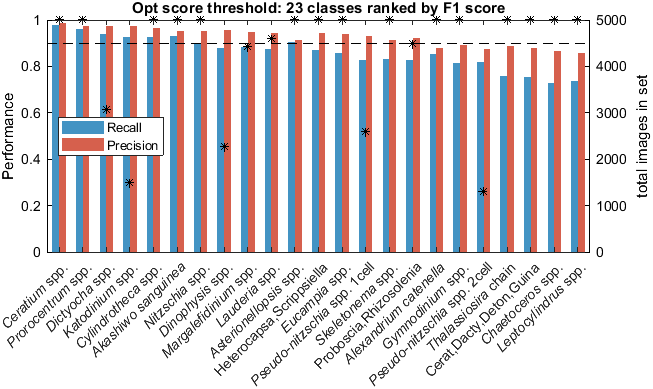 Opt score threshold: 23 classes ranked by F1 score
Performance
1
0.8
0.6
0.4
0.2
0
Recall
Precision
5000
4000
3000
2000
1000
0
total images in set
Ceratium spp.
Prorocentrum spp.
Dictyocha spp.
Katodinium spp.
Cylindrotheca spp.
Akashiwo sanguinea
Nitzschia spp.
Dinophysis spp.
Margalefidinium spp.
Lauderia spp.
Asterionellopsis spp.
Heterocapsa,Scrippsiella
Eucampia spp.
Pseudo-nitzschia spp. 1cell
Skeletonema spp.
Proboscia,Rhizosolenia
Alexandrium catenella
Gymnodinium spp.
Pseudo-nitzschia spp. 2cell
Thalassiosira chain
Cerat,Dacty,Deton,Guina
Chaetoceros spp.
Leptocylindrus spp.